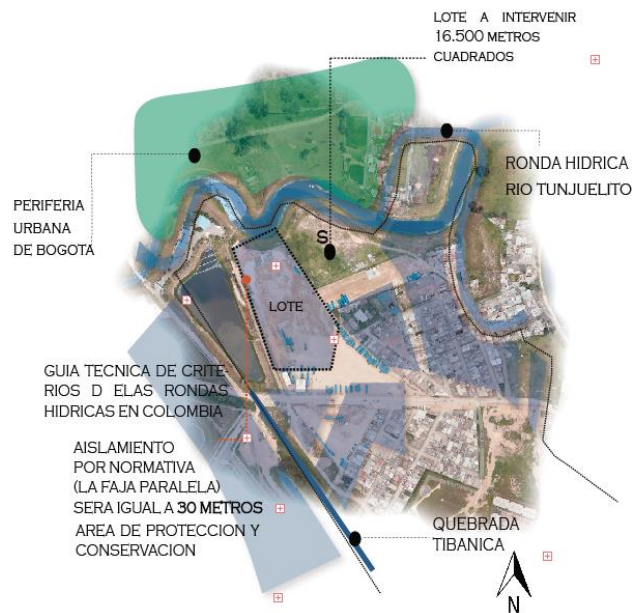 LOTE A INTERVENIR
16.500 METROS
CUADRADOS
RONDA HIDRICA
RIO TUNJUELITO
PERIFERIA
URBANA
DE BOGOTA
S
LOTE
GUIA TECNICA DE CRITE-
RIOS D ELAS RONDAS
HIDRICAS EN COLOMBIA
AISLAMIENTO
POR NORMATIVA
(LA FAJA PARALELA)
SERA IGUAL A 30 METROS
AREA DE PROTECCION Y
CONSERVACION
QUEBRADA
TIBANICA
N